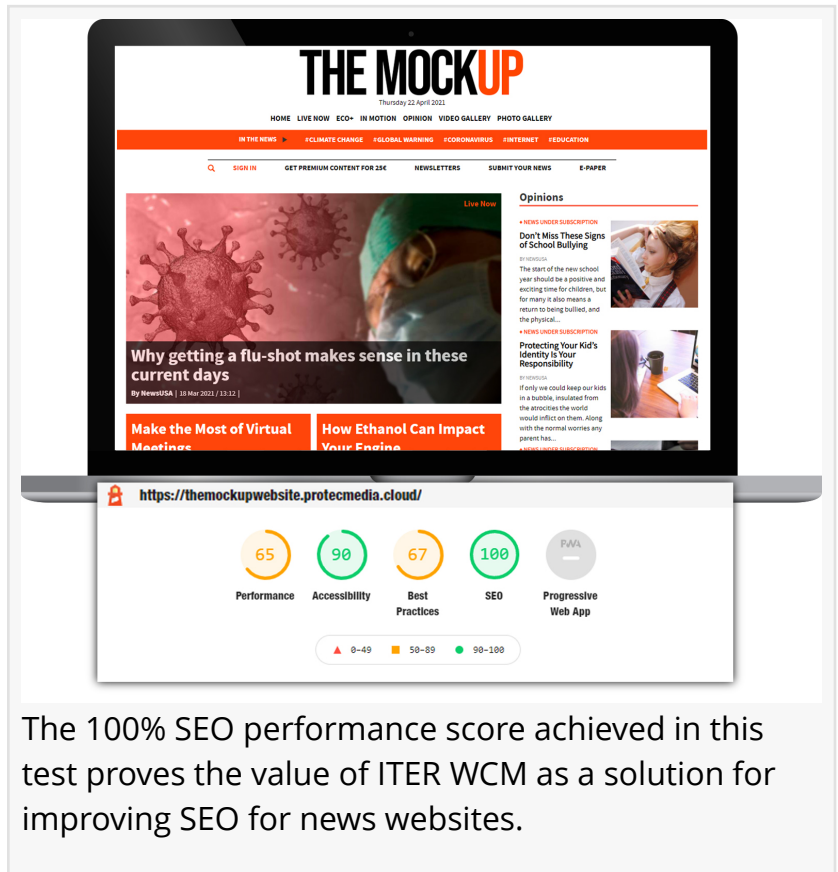 THE MOCKUP
Thursday 22 April 2021
HOME LIVE NOW ECO+ IN MOTION OPINION VIDEO GALLERY PHOTO GALLERY
IN THE NEWS #CLIMATE CHANGE #GLOBAL WARNING #CORONAVIRUS #INTERNET #EDUCATION
SIGN IN GET PREMIUM CONTENT FOR 25€ NEWSLETTERS SUBMIT YOUR NEWS E-PAPER
Live Now
Why getting a flu-shot makes sense in these
current days
By NewsUSA | 18 Mar 2021 / 13:12 |
Make the Most of Virtual
Meetings
How Ethanol Can Impact
Your Engine
Opinions
• NEWS UNDER SUBSCRIPTION
Don't Miss These Signs
of School Bullying
BY NEWSUSA
The start of the new school
year should be a positive and
exciting time for children, but
for many it also means a
return to being bullied, and
the physical...
• NEWS UNDER SUBSCRIPTION
Protecting Your Kid's
Identity Is Your
Responsibility
BY NEWSUSA
If only we could keep our kids
in a bubble, insulated from
the atrocities the world
would inflict on them. Along
with the normal worries any
parent has...
• NEWS UNDER SUBSCRIPTION
https://themockupwebsite.protecmedia.cloud/
65
90
67
100
PWA
Performance
Accessibility
Best
Practices
SEO
Progressive
Web App
0–49
50–89
90–100
The 100% SEO performance score achieved in this
test proves the value of ITER WCM as a solution for
improving SEO for news websites.